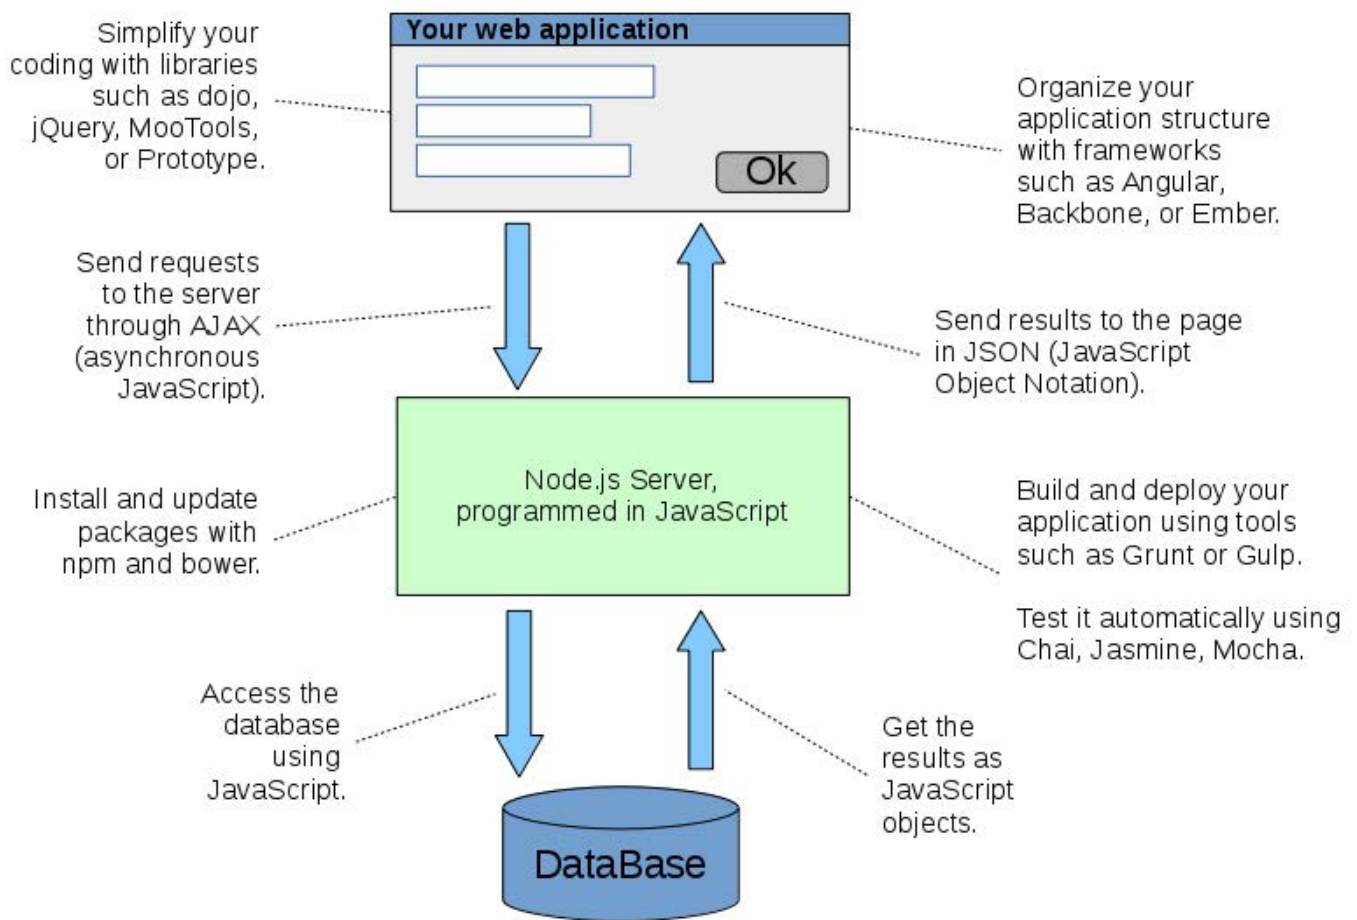 Your web application
Simplify your
coding with libraries
such as dojo,
jQuery, MooTools,
or Prototype.
Ok
Organize your
application structure
with frameworks
such as Angular,
Backbone, or Ember.
Send requests
to the server
through AJAX
(asynchronous
JavaScript).
Send results to the page
in JSON (JavaScript
Object Notation).
Node.js Server,
programmed in JavaScript
Install and update
packages with
npm and bower.
Build and deploy your
application using tools
such as Grunt or Gulp.
Test it automatically using
Chai, Jasmine, Mocha.
Access the
database
using
JavaScript.
Get the
results as
JavaScript
objects.
DataBase